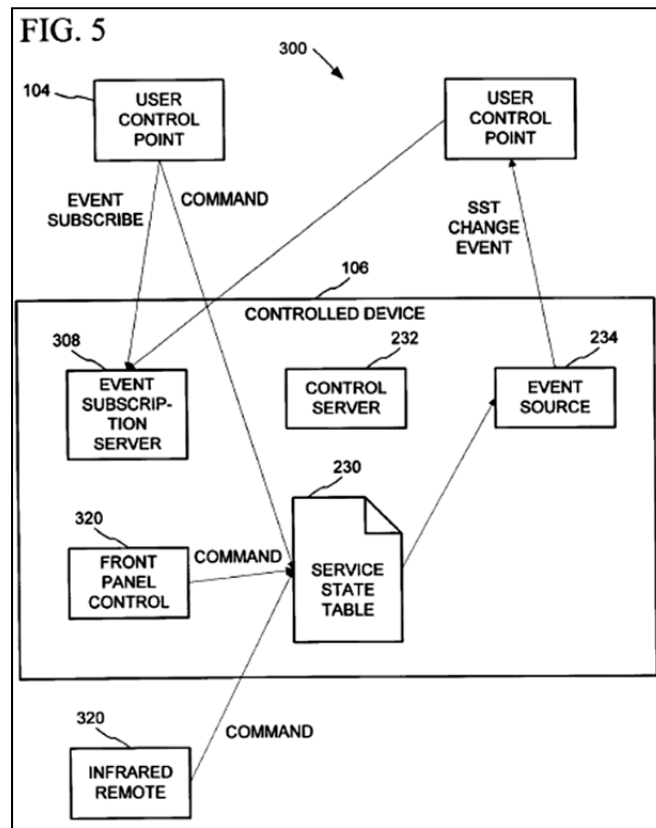 FIG. 5
300
104
USER
CONTROL
POINT
USER
CONTROL
POINT
EVENT
SUBSCRIBE
COMMAND
SST
CHANGE
EVENT
106
CONTROLLED DEVICE
308
EVENT
SUBSCRIP-
TION
SERVER
232
CONTROL
SERVER
234
EVENT
SOURCE
230
SERVICE
STATE
TABLE
320
FRONT
PANEL
CONTROL
COMMAND
320
INFRARED
REMOTE
COMMAND